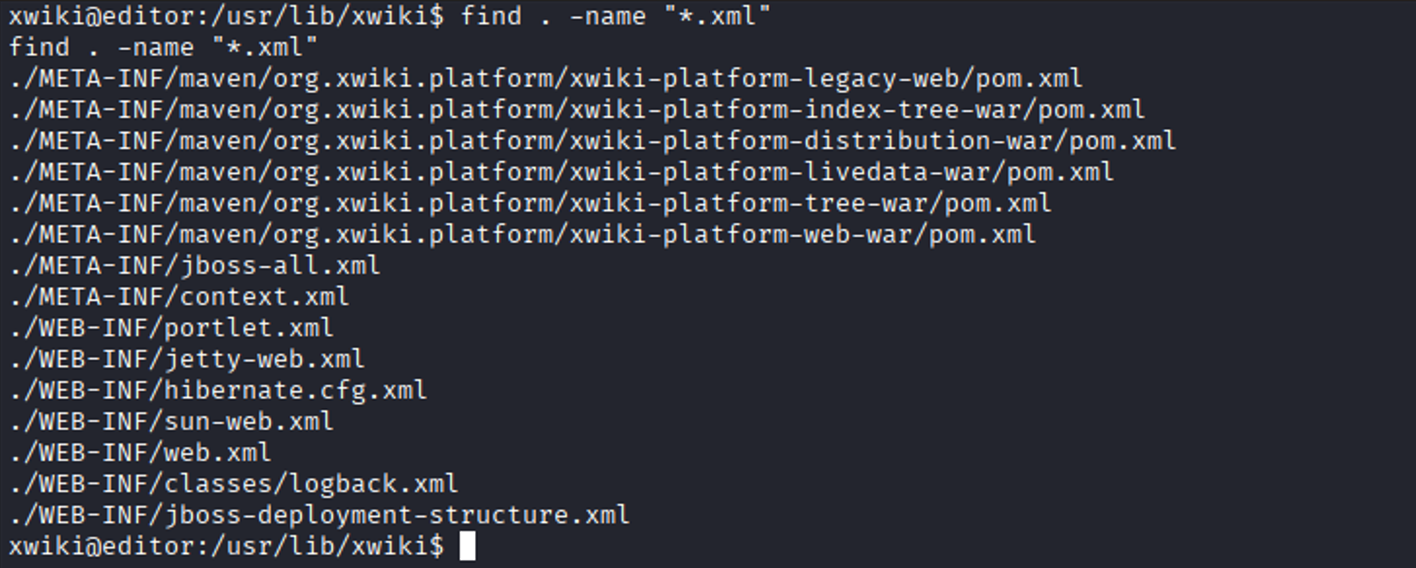 xwiki@editor:/usr/lib/xwiki$ find . -name "*.xml"
find . -name "*.xml"
./META-INF/maven/org.xwiki.platform/xwiki-platform-legacy-web/pom.xml
./META-INF/maven/org.xwiki.platform/xwiki-platform-index-tree-war/pom.xml
./META-INF/maven/org.xwiki.platform/xwiki-platform-distribution-war/pom.xml
./META-INF/maven/org.xwiki.platform/xwiki-platform-livedata-war/pom.xml
./META-INF/maven/org.xwiki.platform/xwiki-platform-tree-war/pom.xml
./META-INF/maven/org.xwiki.platform/xwiki-platform-web-war/pom.xml
./META-INF/jboss-all.xml
./META-INF/context.xml
./WEB-INF/portlet.xml
./WEB-INF/jetty-web.xml
./WEB-INF/hibernate.cfg.xml
./WEB-INF/sun-web.xml
./WEB-INF/web.xml
./WEB-INF/classes/logback.xml
./WEB-INF/jboss-deployment-structure.xml
xwiki@editor:/usr/lib/xwiki$